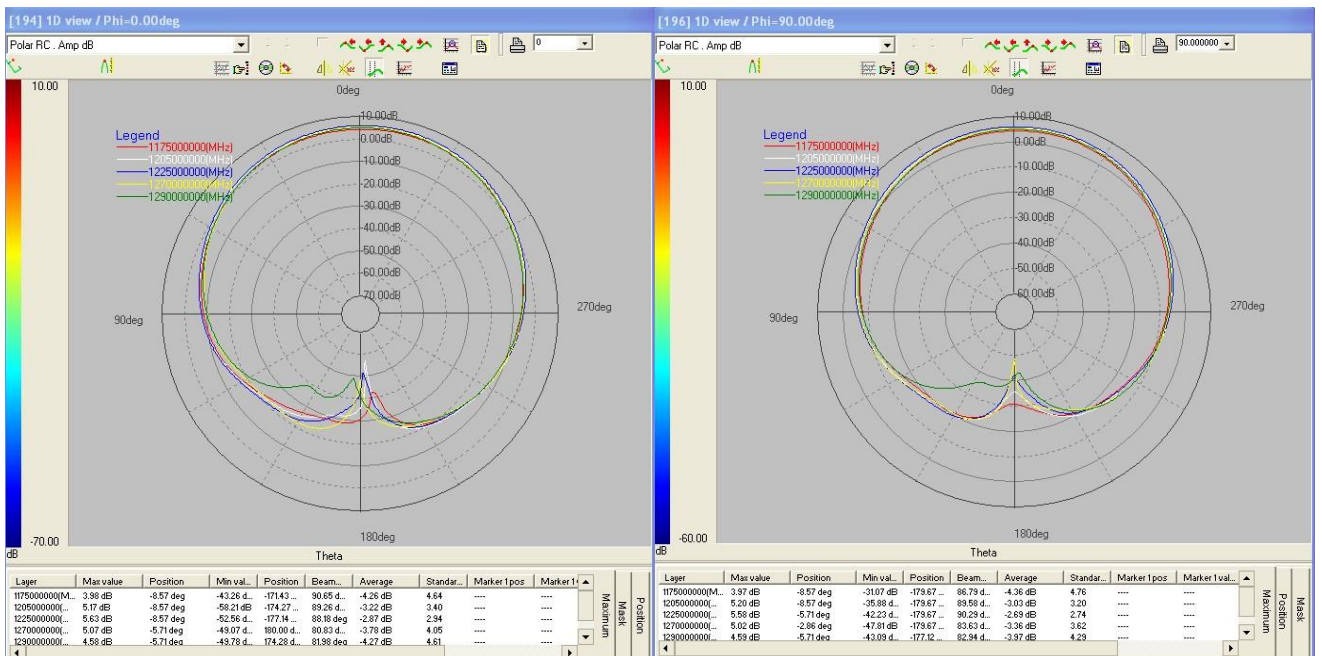 [194] 1D view / Phi=0.00deg
Polar RC . Amp dB
0
10.00
0deg
Legend
1175000000(MHz)
1205000000(MHz)
1225000000(MHz)
1270000000(MHz)
1290000000(MHz)
10.00dB
0.00dB
-10.00dB
-20.00dB
-30.00dB
-40.00dB
-50.00dB
-60.00dB
-70.00dB
90deg
270deg
180deg
-70.00
dB
Theta
Layer Max value Position Min val... Position Beam... Average Standar... Marker 1 pos Marker 1
1175000000(M... 3.98 dB -8.57 deg -43.26 d... -171.43 ... 90.65 d... -4.26 dB 4.64 ---- ----
1205000000(... 5.17 dB -8.57 deg -58.21 dB -174.27 ... 89.26 d... -3.22 dB 3.40 ---- ----
1225000000(... 5.63 dB -8.57 deg -52.56 d... -177.14 ... 88.18 deg -2.87 dB 2.94 ---- ----
1270000000(... 5.07 dB -5.71 deg -49.07 d... 180.00 d... 80.83 d... -3.78 dB 4.05 ---- ----
1290000000(... 4.58 dB -5.71 deg -49.78 d... 174.28 d... 81.98 deg -4.27 dB 4.61 ---- ----
Maximum
Mask
Position
[196] 1D view / Phi=90.00deg
Polar RC . Amp dB
90.000000
10.00
0deg
Legend
1175000000(MHz)
1205000000(MHz)
1225000000(MHz)
1270000000(MHz)
1290000000(MHz)
10.00dB
0.00dB
-10.00dB
-20.00dB
-30.00dB
-40.00dB
-50.00dB
-60.00dB
90deg
270deg
180deg
-60.00
dB
Theta
Layer Max value Position Min val... Position Beam... Average Standar... Marker 1 pos Marker 1 val...
1175000000(M... 3.97 dB -8.57 deg -31.07 dB -179.67 ... 86.79 d... -4.36 dB 4.76 ---- ----
1205000000(... 5.20 dB -8.57 deg -35.88 d... -179.67 ... 89.58 d... -3.03 dB 3.20 ---- ----
1225000000(... 5.58 dB -5.71 deg -42.23 d... -179.67 ... 90.29 d... -2.69 dB 2.74 ---- ----
1270000000(... 5.02 dB -2.86 deg -47.81 dB -179.67 ... 83.63 d... -3.36 dB 3.62 ---- ----
1290000000(... 4.59 dB -5.71 deg -43.09 d... -177.12 ... 82.94 d... -3.97 dB 4.29 ---- ----
Maximum
Position
Mask